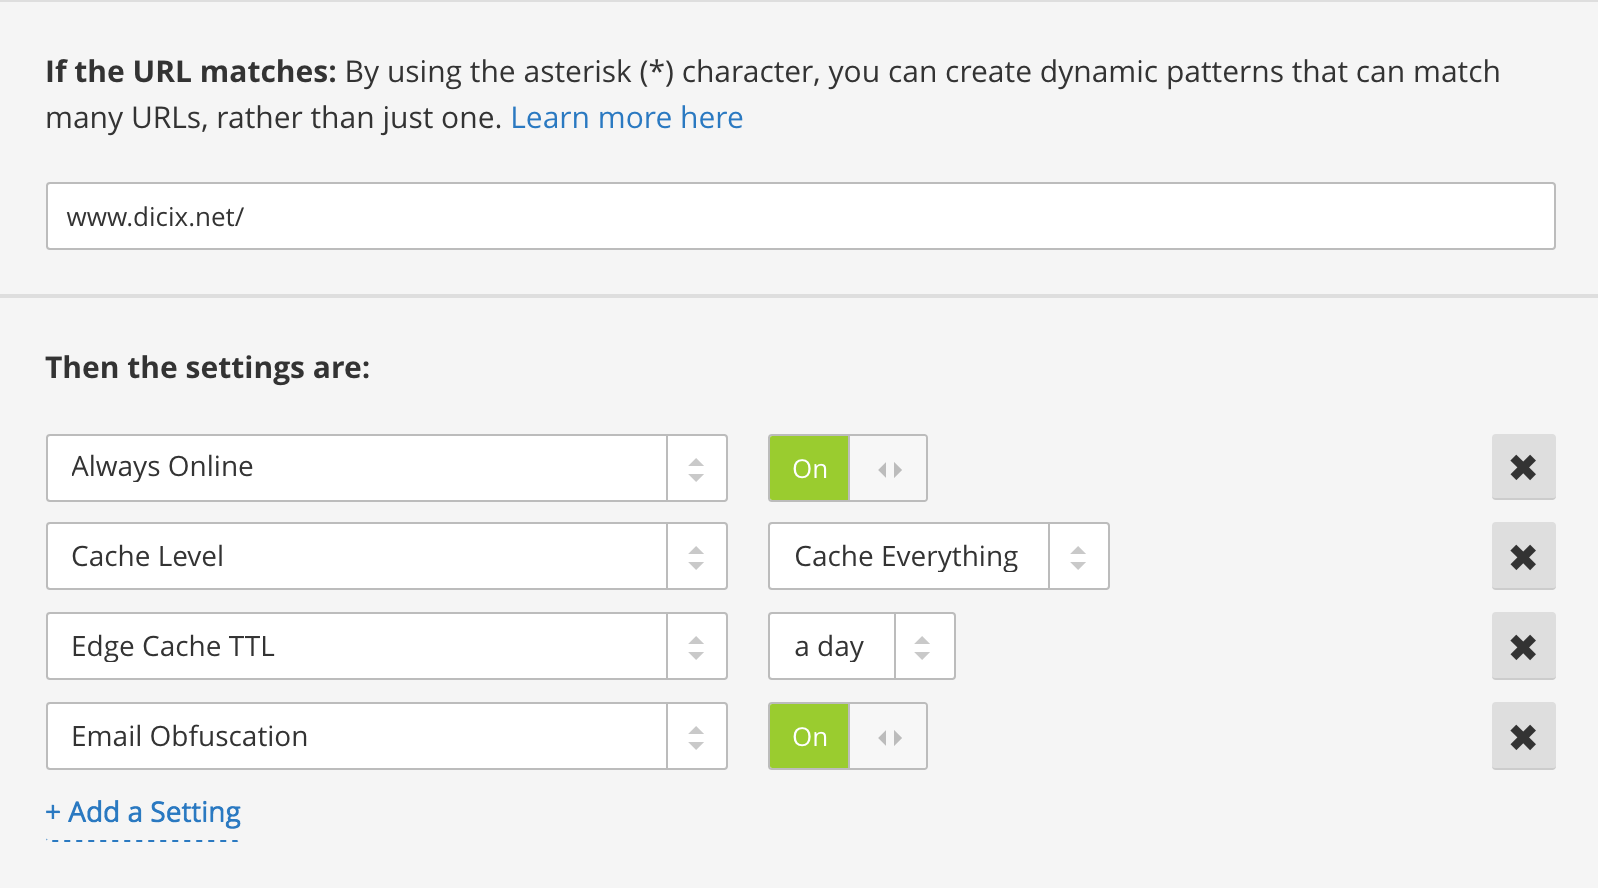 If the URL matches: By using the asterisk (*) character, you can create dynamic patterns that can match
many URLs, rather than just one. Learn more here
www.dicix.net/
Then the settings are:
Always Online On
Cache Level Cache Everything
Edge Cache TTL a day
Email Obfuscation On
+ Add a Setting